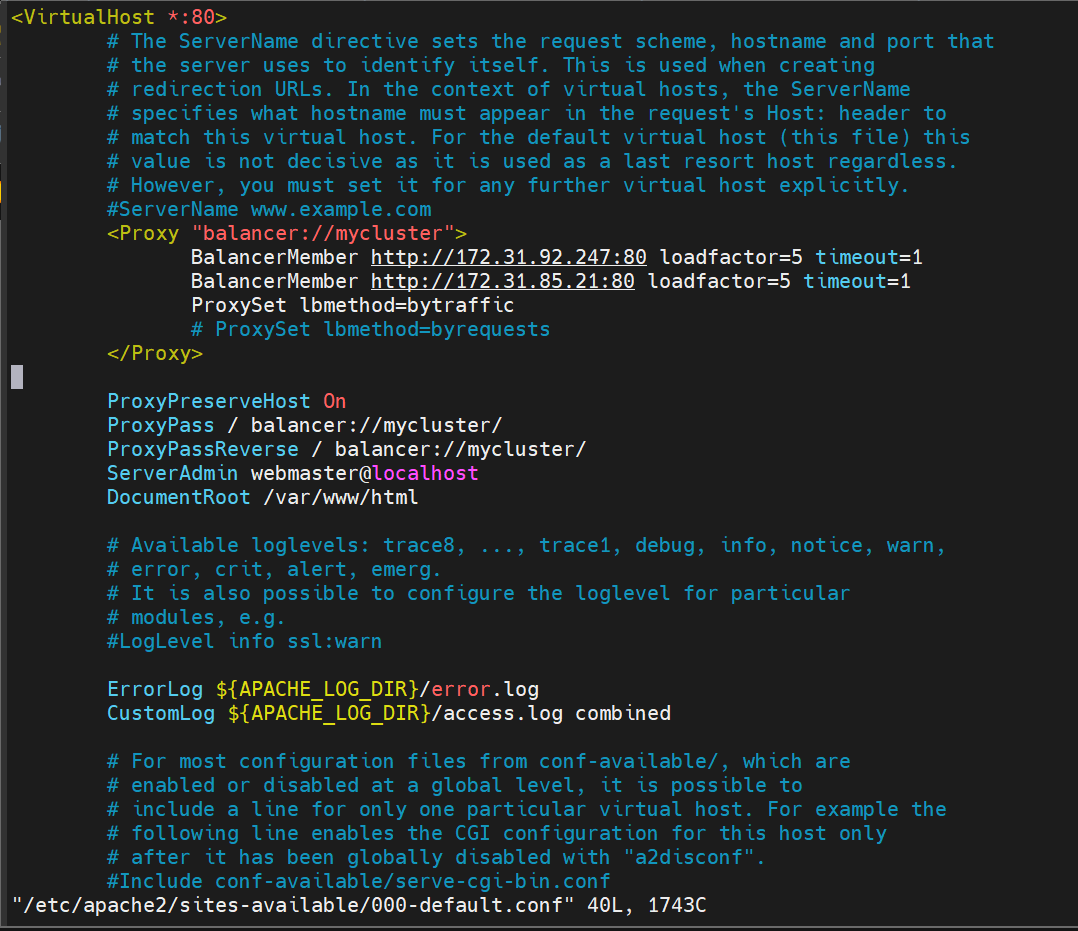 <VirtualHost *:80>
# The ServerName directive sets the request scheme, hostname and port that
# the server uses to identify itself. This is used when creating
# redirection URLs. In the context of virtual hosts, the ServerName
# specifies what hostname must appear in the request's Host: header to
# match this virtual host. For the default virtual host (this file) this
# value is not decisive as it is used as a last resort host regardless.
# However, you must set it for any further virtual host explicitly.
#ServerName www.example.com
<Proxy "balancer://mycluster">
BalancerMember http://172.31.92.247:80 loadfactor=5 timeout=1
BalancerMember http://172.31.85.21:80 loadfactor=5 timeout=1
ProxySet lbmethod=bytraffic
# ProxySet lbmethod=byrequests
</Proxy>
ProxyPreserveHost On
ProxyPass / balancer://mycluster/
ProxyPassReverse / balancer://mycluster/
ServerAdmin webmaster@localhost
DocumentRoot /var/www/html
# Available loglevels: trace8, ..., trace1, debug, info, notice, warn,
# error, crit, alert, emerg.
# It is also possible to configure the loglevel for particular
# modules, e.g.
#LogLevel info ssl:warn
ErrorLog ${APACHE_LOG_DIR}/error.log
CustomLog ${APACHE_LOG_DIR}/access.log combined
# For most configuration files from conf-available/, which are
# enabled or disabled at a global level, it is possible to
# include a line for only one particular virtual host. For example the
# following line enables the CGI configuration for this host only
# after it has been globally disabled with "a2disconf".
#Include conf-available/serve-cgi-bin.conf
"/etc/apache2/sites-available/000-default.conf" 40L, 1743C